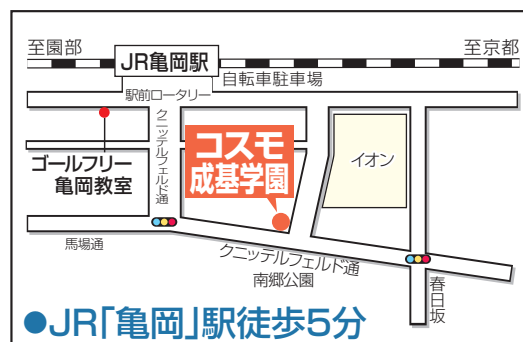 至園部
至京都
JR亀岡駅
自転車駐車場
駅前ロータリー
クニッテルフェルド通
ゴールフリー
亀岡教室
コスモ
成基学園
イオン
馬場通
クニッテルフェルド通
南郷公園
春日坂
●JR「亀岡」駅徒歩5分